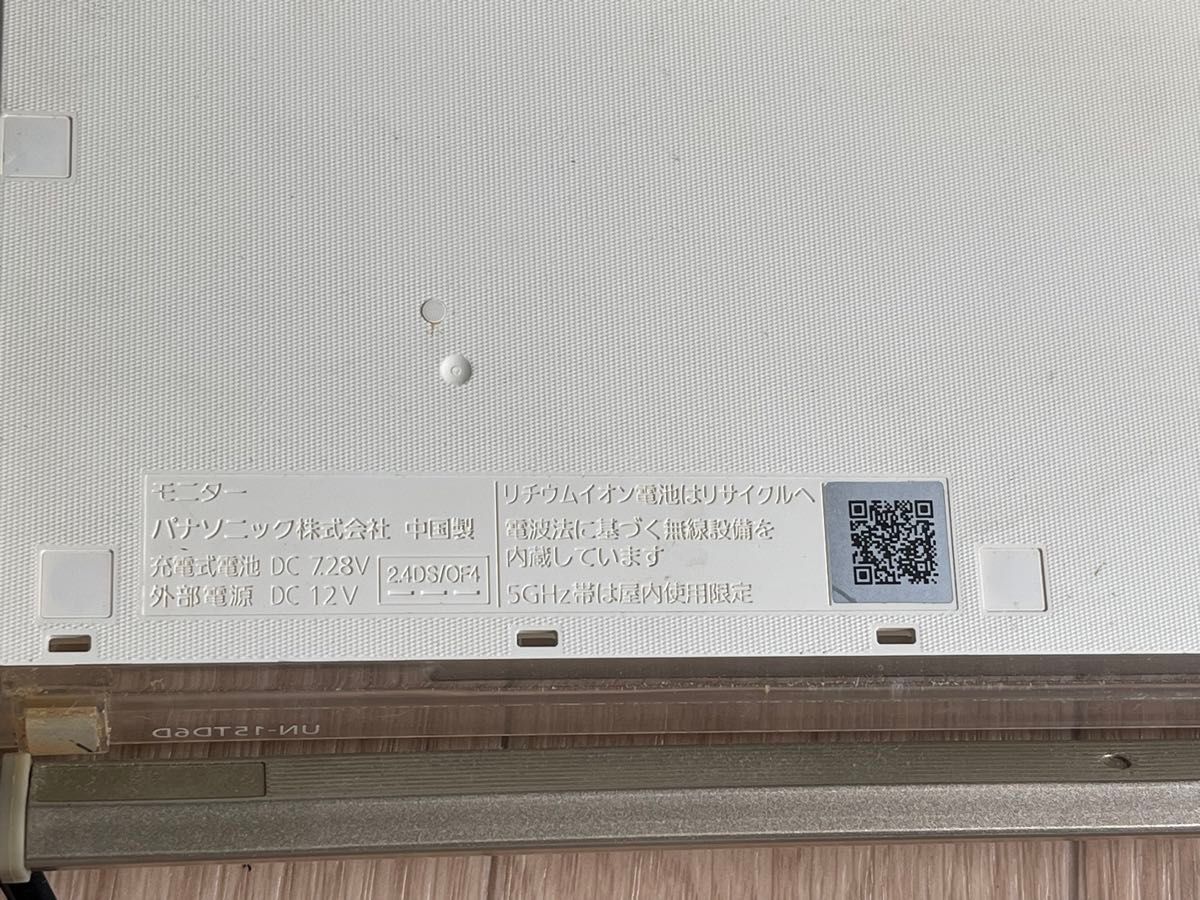 モニター
パナソニック株式会社 中国製
充電式電池 DC 7.28V
外部電源 DC 12V
2.4DS/OF4
リチウムイオン電池はリサイクルへ
電波法に基づく無線設備を
内蔵しています
5GHz帯は屋内使用限定
UN-15TD6D